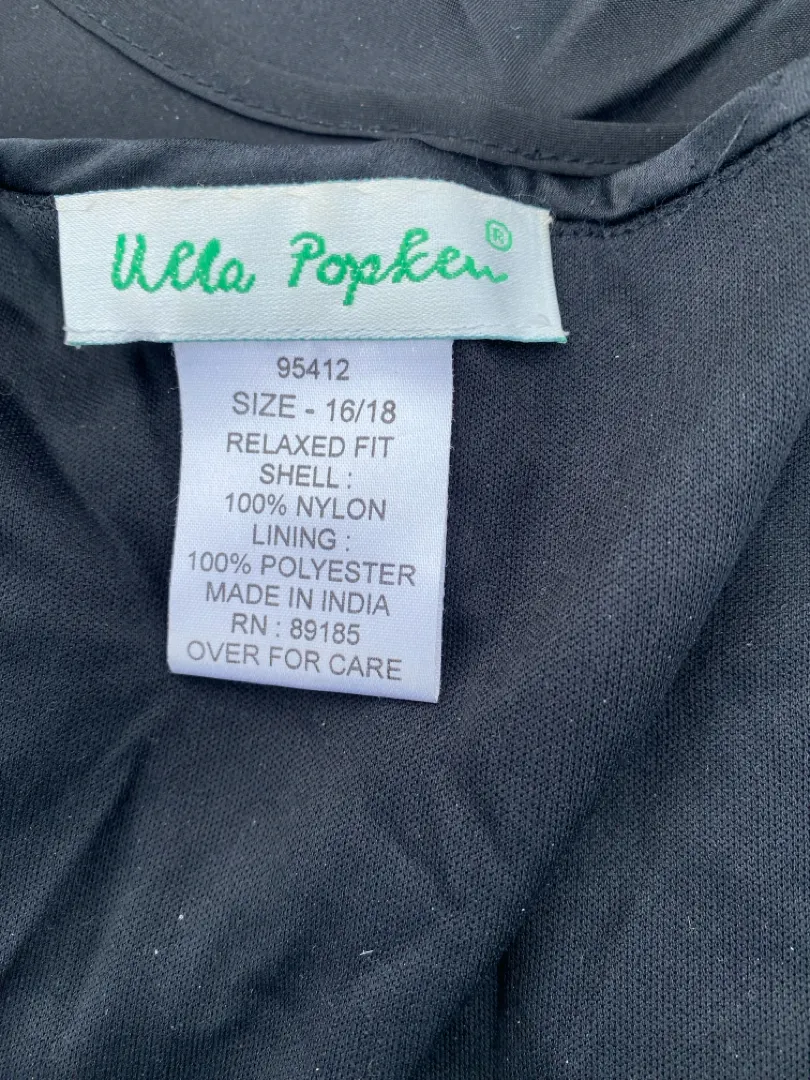 Ulla Popken®
95412
SIZE - 16/18
RELAXED FIT
SHELL :
100% NYLON
LINING :
100% POLYESTER
MADE IN INDIA
RN : 89185
OVER FOR CARE